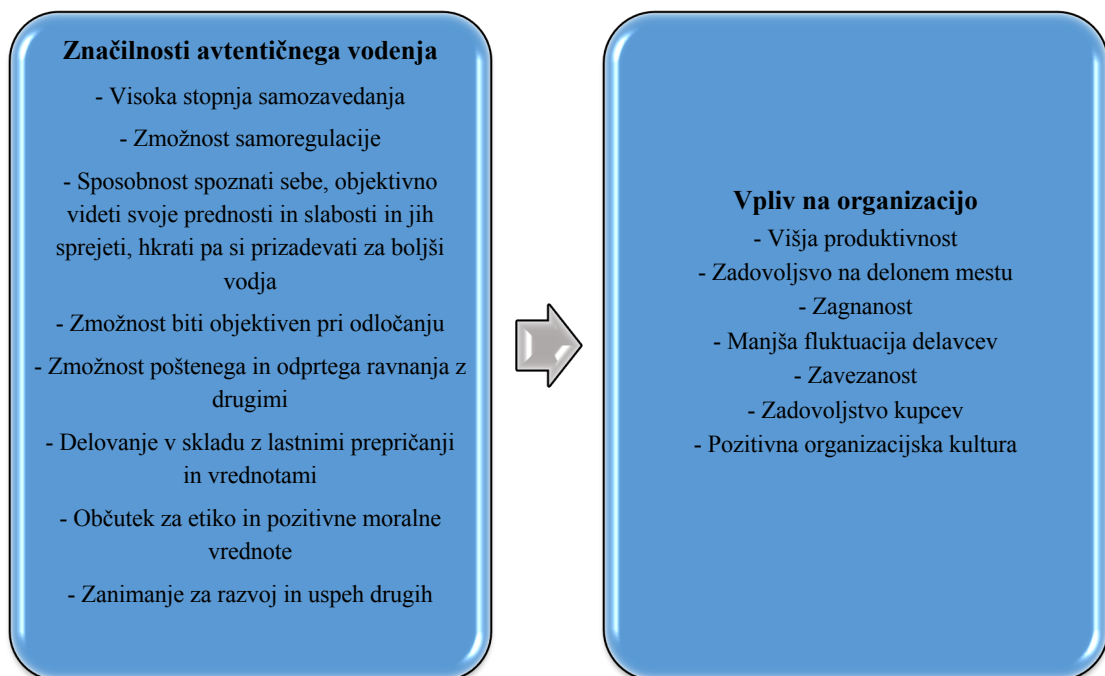 Značilnosti avtentičnega vodenja
- Visoka stopnja samozavedanja
- Zmožnost samoregulacije
- Sposobnost spoznati sebe, objektivno
videti svoje prednosti in slabosti in jih
sprejeti, hkrati pa si prizadevati za boljši
vodja
- Zmožnost biti objektiven pri odločanju
- Zmožnost poštenega in odprtega ravnanja z
drugimi
- Delovanje v skladu z lastnimi prepričanji
in vrednotami
- Občutek za etiko in pozitivne moralne
vrednote
- Zanimanje za razvoj in uspeh drugih
Vpliv na organizacijo
- Višja produktivnost
- Zadovoljsvo na delonem mestu
- Zagnanost
- Manjša fluktuacija delavcev
- Zavezanost
- Zadovoljstvo kupcev
- Pozitivna organizacijska kultura